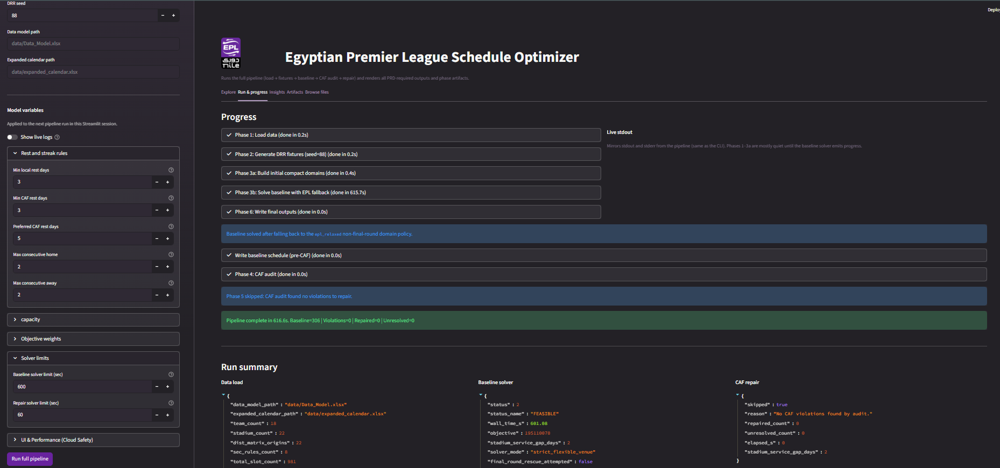 DRR seed
88
Data model path
data/Data_Model.xlsx
Expanded calendar path
data/expanded_calendar.xlsx
Model variables
Applied to the next pipeline run in this Streamlit session.
Show live logs
Rest and streak rules
Min local rest days
3
Min CAF rest days
3
Preferred CAF rest days
5
Max consecutive home
2
Max consecutive away
2
capacity
Objective weights
Solver limits
Baseline solver limit (sec)
600
Repair solver limit (sec)
60
UI & Performance (Cloud Safety)
Run full pipeline
Deploy
EPL
دوري
nile
Egyptian Premier League Schedule Optimizer
Runs the full pipeline (load → fixtures → baseline → CAF audit → repair) and renders all PRD-required outputs and phase artifacts.
Explore Run & progress Insights Artifacts Browse files
Progress
Phase 1: Load data (done in 0.2s)
Phase 2: Generate DRR fixtures (seed=88) (done in 0.2s)
Phase 3a: Build initial compact domains (done in 0.4s)
Phase 3b: Solve baseline with EPL fallback (done in 615.7s)
Phase 6: Write final outputs (done in 0.0s)
Live stdout
Mirrors stdout and stderr from the pipeline (same as the CLI). Phases 1–3a are mostly quiet until the baseline solver emits progress.
Baseline solved after falling back to the epl_relaxed non-final-round domain policy.
Write baseline schedule (pre-CAF) (done in 0.0s)
Phase 4: CAF audit (done in 0.0s)
Phase 5 skipped: CAF audit found no violations to repair.
Pipeline complete in 616.6s. Baseline=306 | Violations=0 | Repaired=0 | Unresolved=0
Run summary
Data load
{
"data_model_path" : "data/Data_Model.xlsx"
"expanded_calendar_path" : "data/expanded_calendar.xlsx"
"team_count" : 18
"stadium_count" : 22
"dist_matrix_origins" : 22
"sec_rules_count" : 8
"total_slot_count" : 981
Baseline solver
{
"status" : 2
"status_name" : "FEASIBLE"
"wall_time_s" : 601.08
"objective" : 195110070
"stadium_service_gap_days" : 2
"solver_mode" : "strict_flexible_venue"
"final_round_rescue_attempted" : false
CAF repair
{
"skipped" : true
"reason" : "No CAF violations found by audit."
"repaired_count" : 0
"unresolved_count" : 0
"elapsed_s" : 0
"stadium_service_gap_days" : 2
}